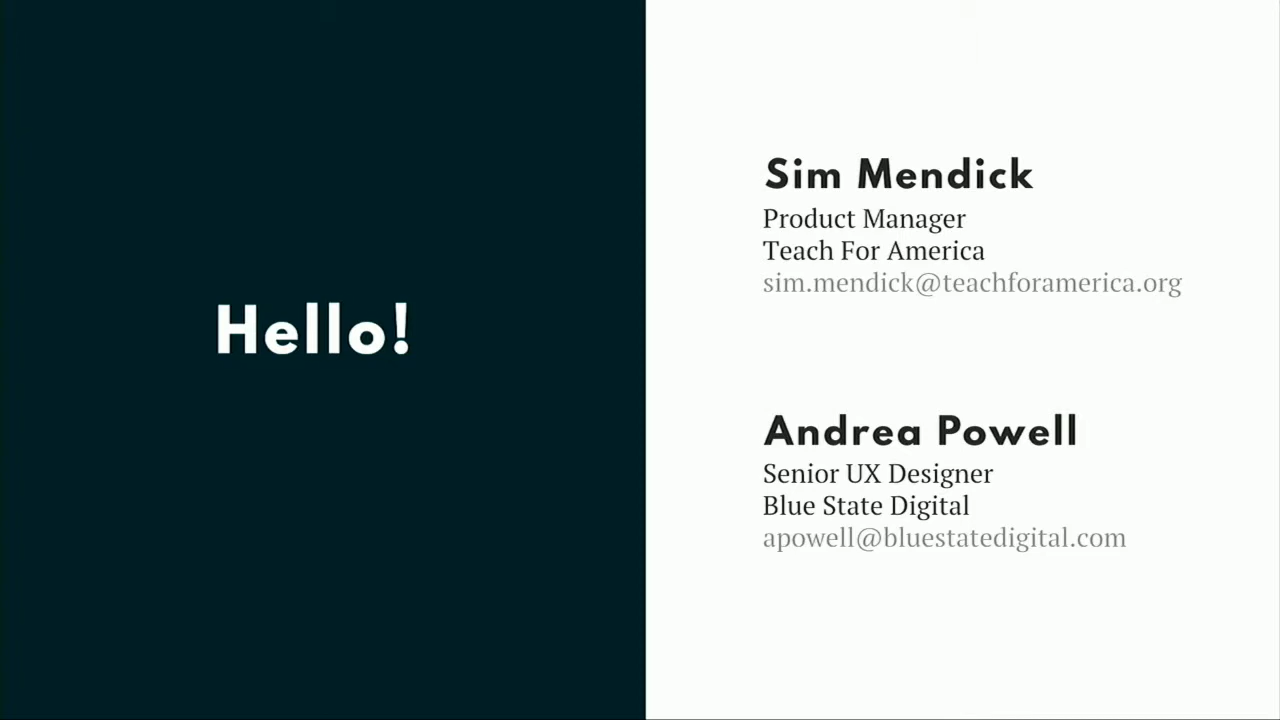 Hello!
Sim Mendick
Product Manager
Teach For America
sim.mendick@teachforamerica.org
Andrea Powell
Senior UX Designer
Blue State Digital
apowell@bluestatedigital.com